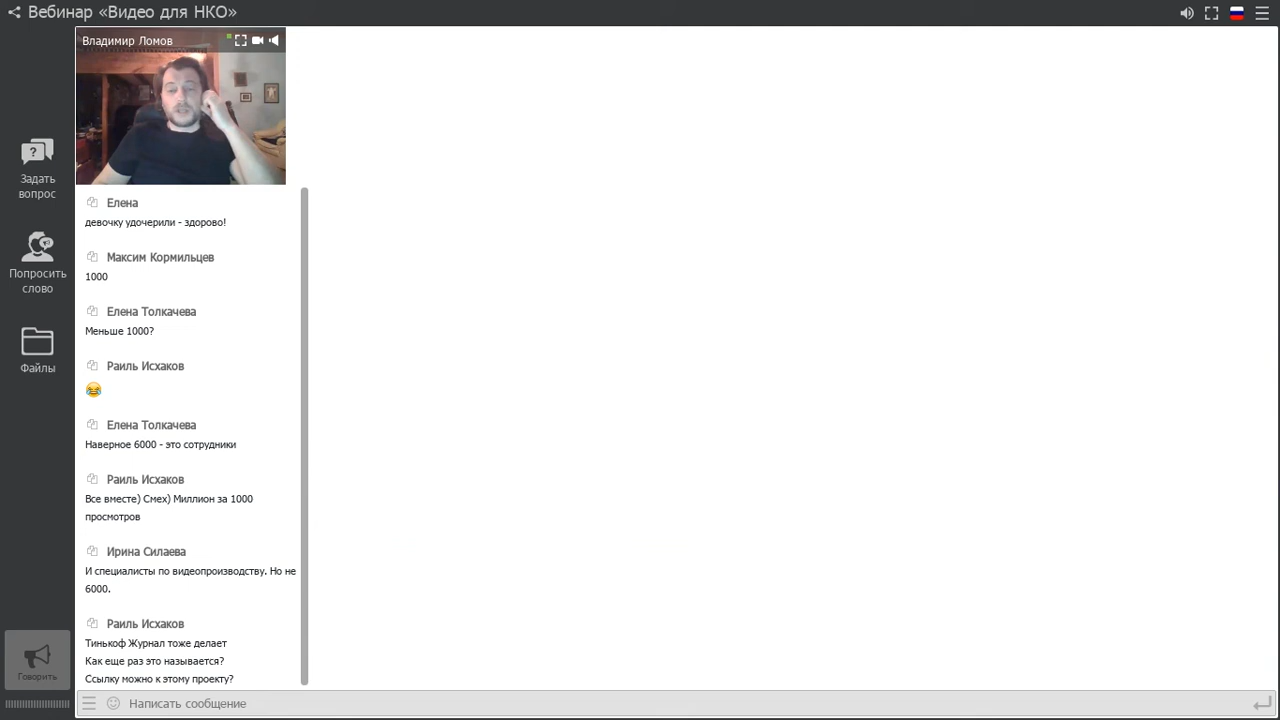 Вебинар «Видео для НКО»
Владимир Ломов
Задать
вопрос
Попросить
слово
Файлы
Говорить
Елена
девочку удочерили - здорово!
Максим Кормильцев
1000
Елена Толкачева
Меньше 1000?
Раиль Исхаков
Елена Толкачева
Наверное 6000 - это сотрудники
Раиль Исхаков
Все вместе) Смех) Миллион за 1000
просмотров
Ирина Силаева
И специалисты по видеопроизводству. Но не
6000.
Раиль Исхаков
Тинькоф Журнал тоже делает
Как еще раз это называется?
Ссылку можно к этому проекту?
Написать сообщение